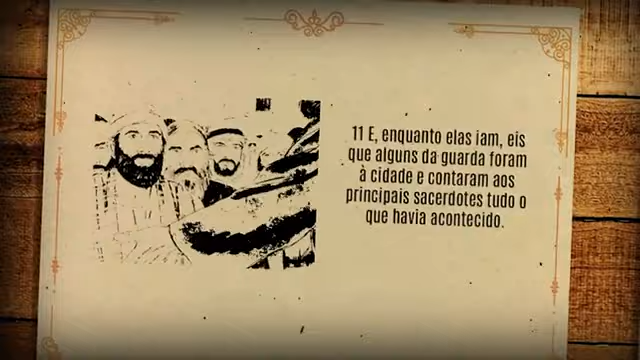 11 E, enquanto elas iam, eis
que alguns da guarda foram
à cidade e contaram aos
principais sacerdotes tudo o
que havia acontecido.